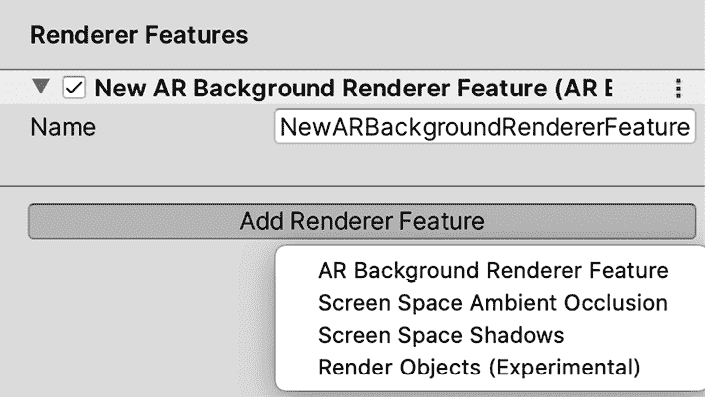 Renderer Features
New AR Background Renderer Feature (AR
Name
NewARBackgroundRendererFeature
Add Renderer Feature
AR Background Renderer Feature
Screen Space Ambient Occlusion
Screen Space Shadows
Render Objects (Experimental)